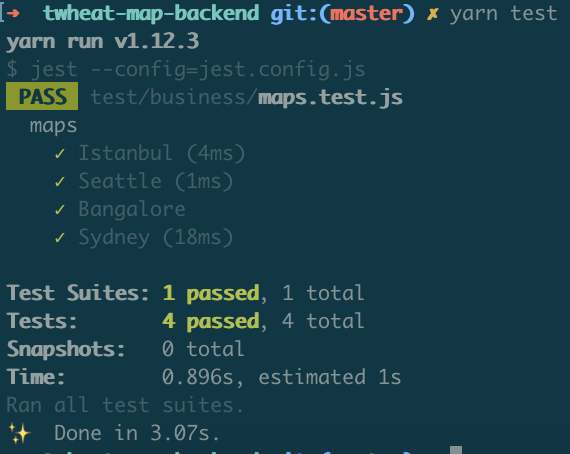 → twheat-map-backend git:(master) ✗ yarn test
yarn run v1.12.3
$ jest --config=jest.config.js
PASS test/business/maps.test.js
maps
✓ Istanbul (4ms)
✓ Seattle (1ms)
✓ Bangalore
✓ Sydney (18ms)
Test Suites: 1 passed, 1 total
Tests: 4 passed, 4 total
Snapshots: 0 total
Time: 0.896s, estimated 1s
Ran all test suites.
✨ Done in 3.07s.